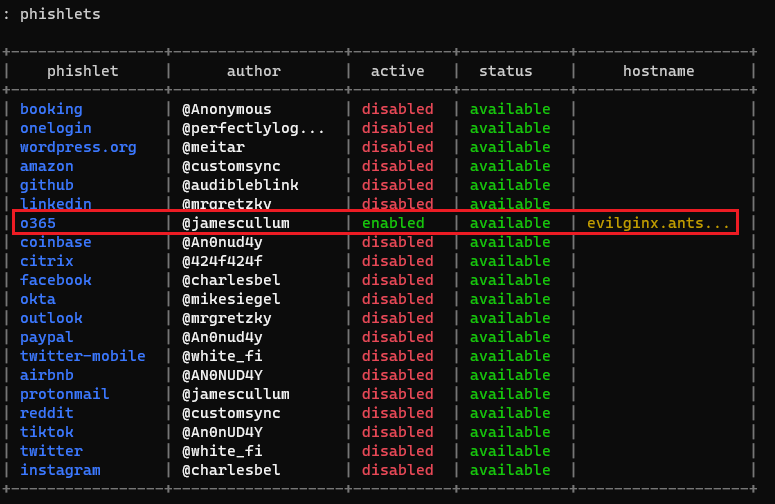 : phishlets
phishlet author active status hostname
booking @Anonymous disabled available
onelogin @perfectlylog... disabled available
wordpress.org @meitar disabled available
amazon @customsync disabled available
github @audibleblink disabled available
linkedin @mrgretzky disabled available
o365 @jamescullum enabled available evilginx.ants...
coinbase @An0nud4y disabled available
citrix @424f424f disabled available
facebook @charlesbel disabled available
okta @mikesiegel disabled available
outlook @mrgretzky disabled available
paypal @An0nud4y disabled available
twitter-mobile @white_fi disabled available
airbnb @AN0NUD4Y disabled available
protonmail @jamescullum disabled available
reddit @customsync disabled available
tiktok @An0nUD4Y disabled available
twitter @white_fi disabled available
instagram @charlesbel disabled available